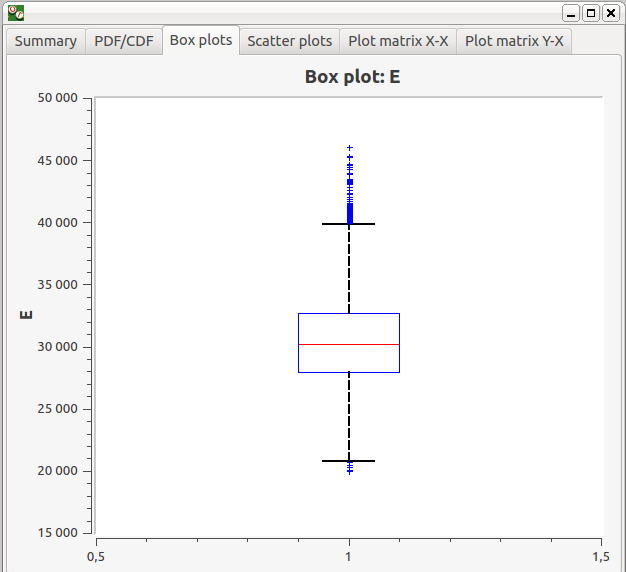 Summary PDF/CDF Box plots Scatter plots Plot matrix X-X Plot matrix Y-X
Box plot: E
50 000
45 000
40 000
35 000
E
30 000
25 000
20 000
15 000
0,5 1 1,5